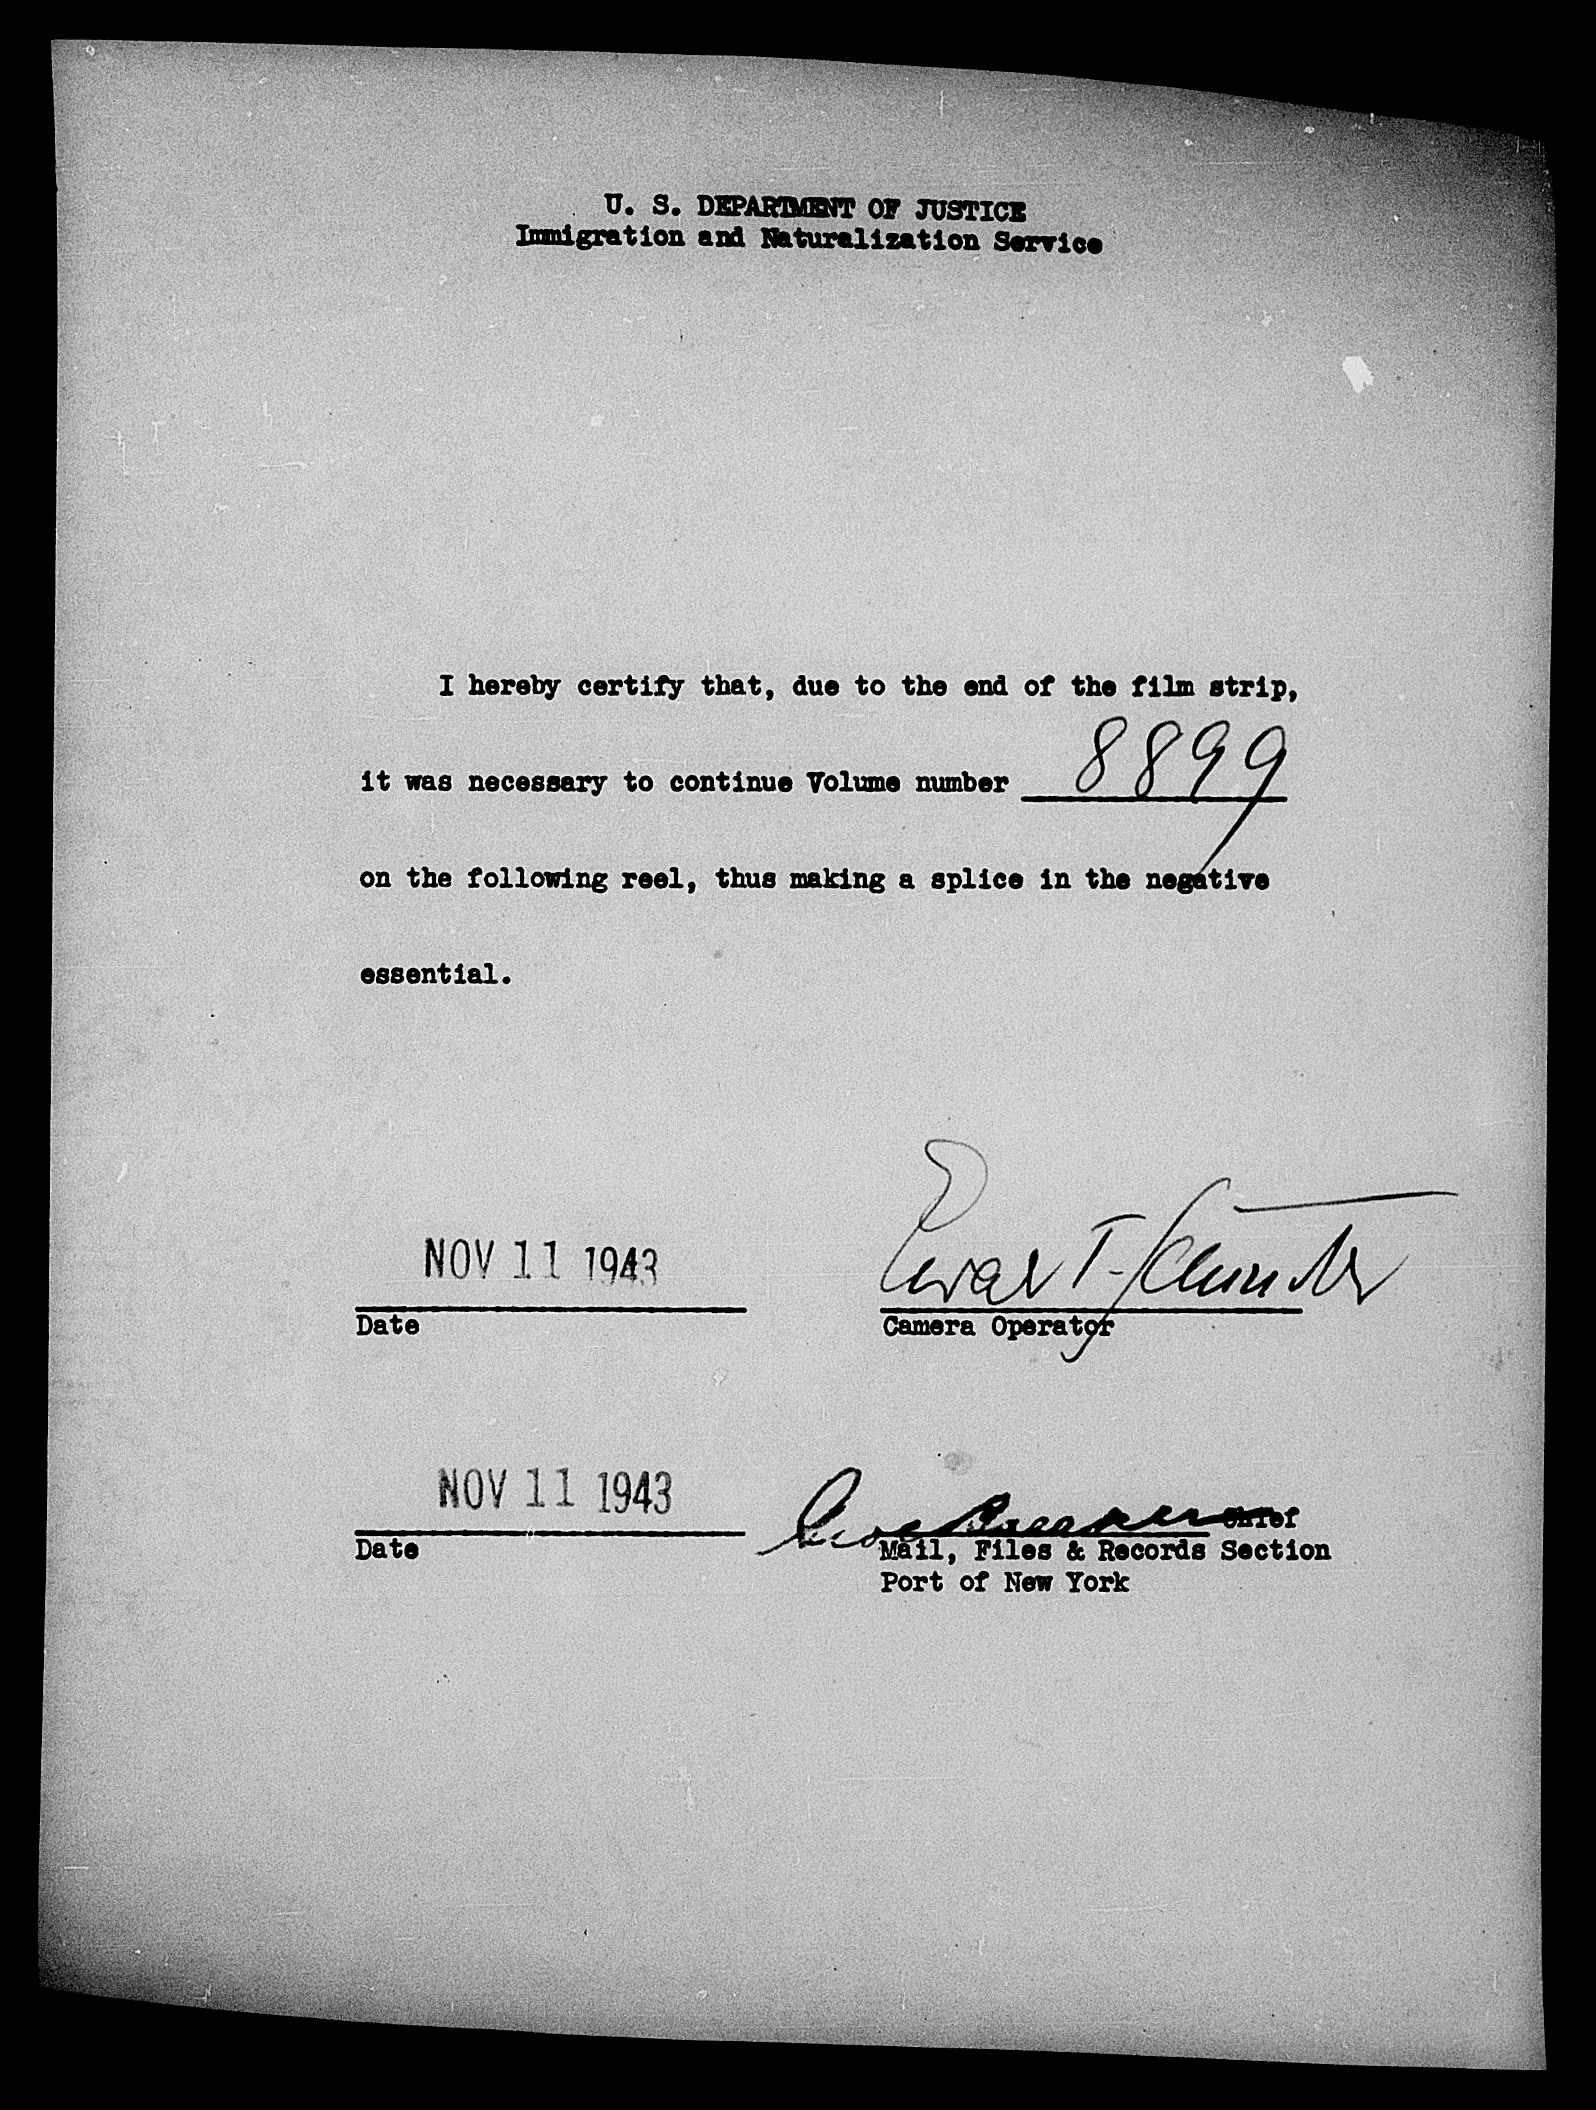 U. S. DEPARTMENT OF JUSTICE
Immigration and Naturalization Service
I hereby certify that, due to the end of the film strip,
it was necessary to continue Volume number 8899
on the following reel, thus making a splice in the negative
essential.
NOV 11 1943
Date
T.
Camera Operator
NOV 11 1943
Chief
Date
Mail, Files & Records Section
Port of New York